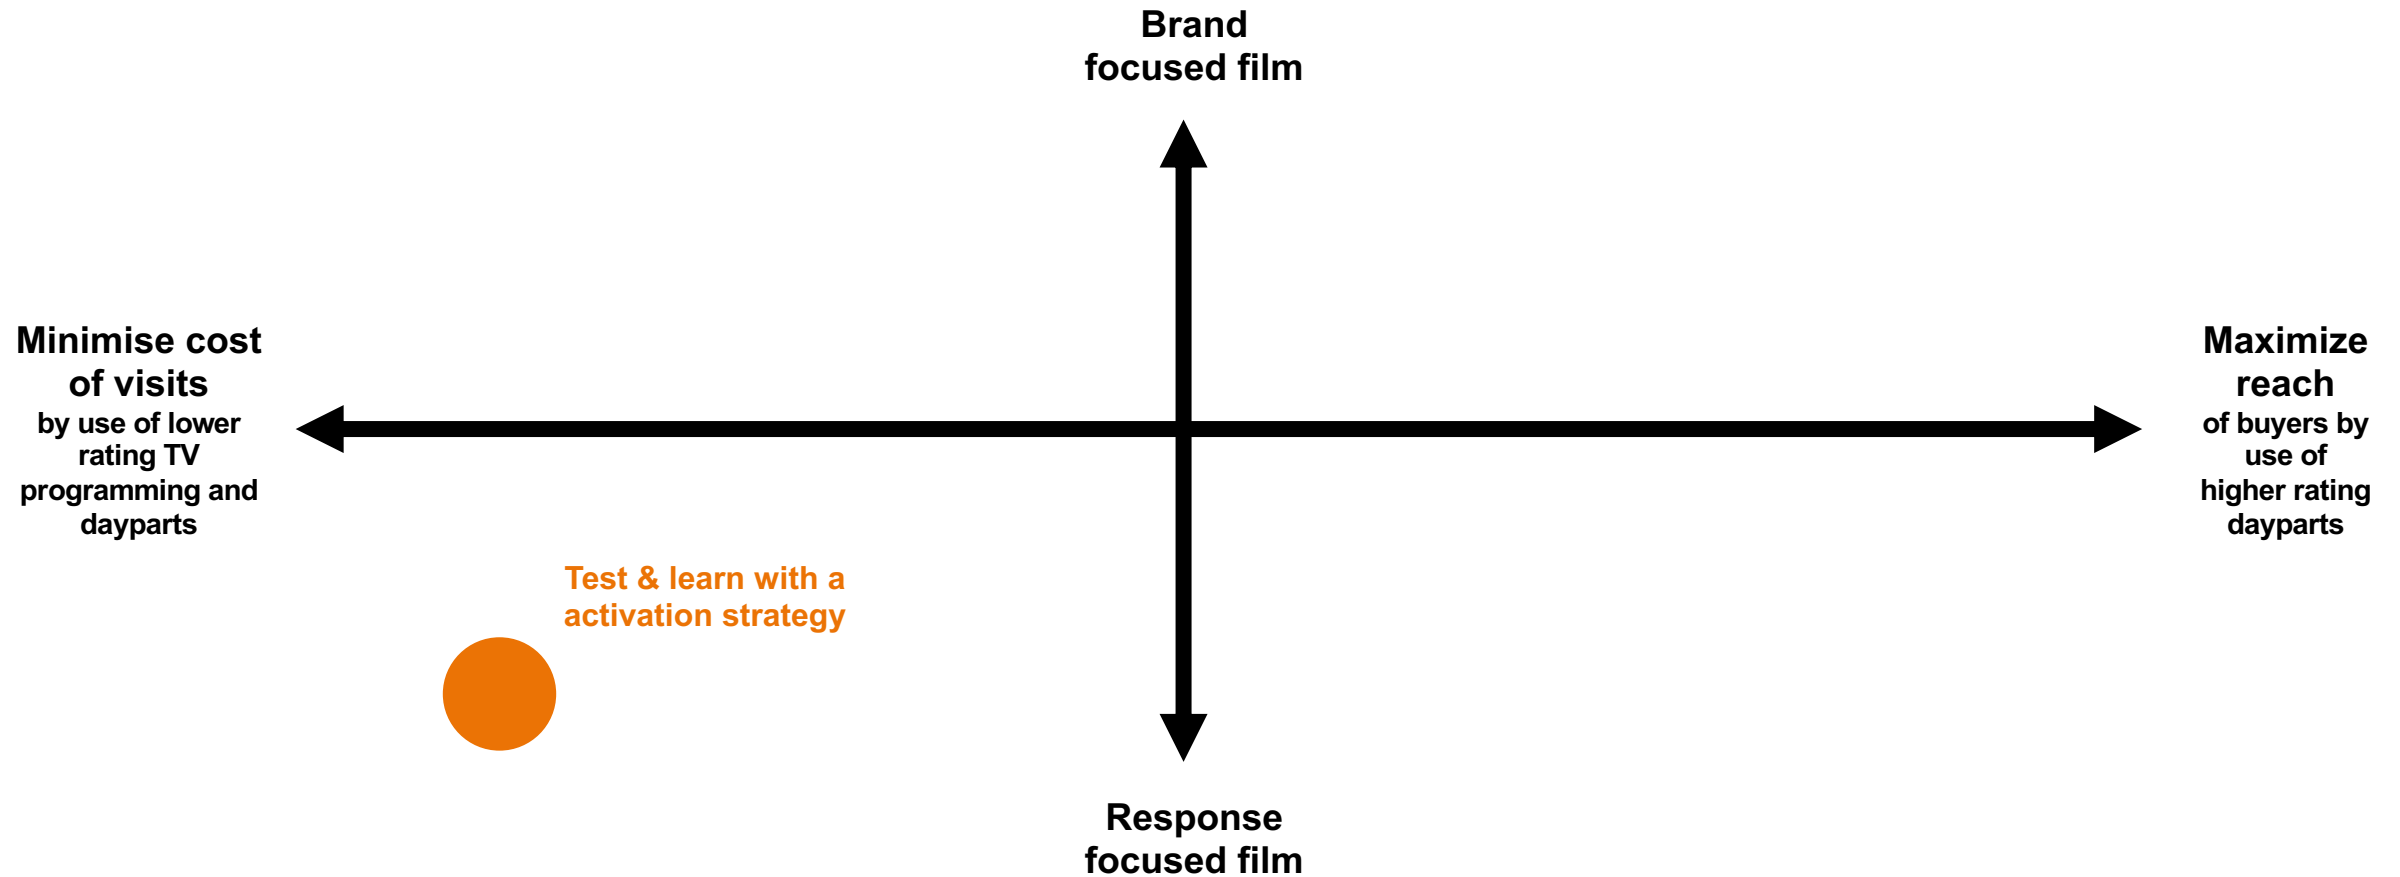 Brand
focused film
Minimise cost
of visits
by use of lower
rating TV
programming and
dayparts
Maximize
reach
of buyers by
use of
higher rating
dayparts
Test & learn with a
activation strategy
Response
focused film